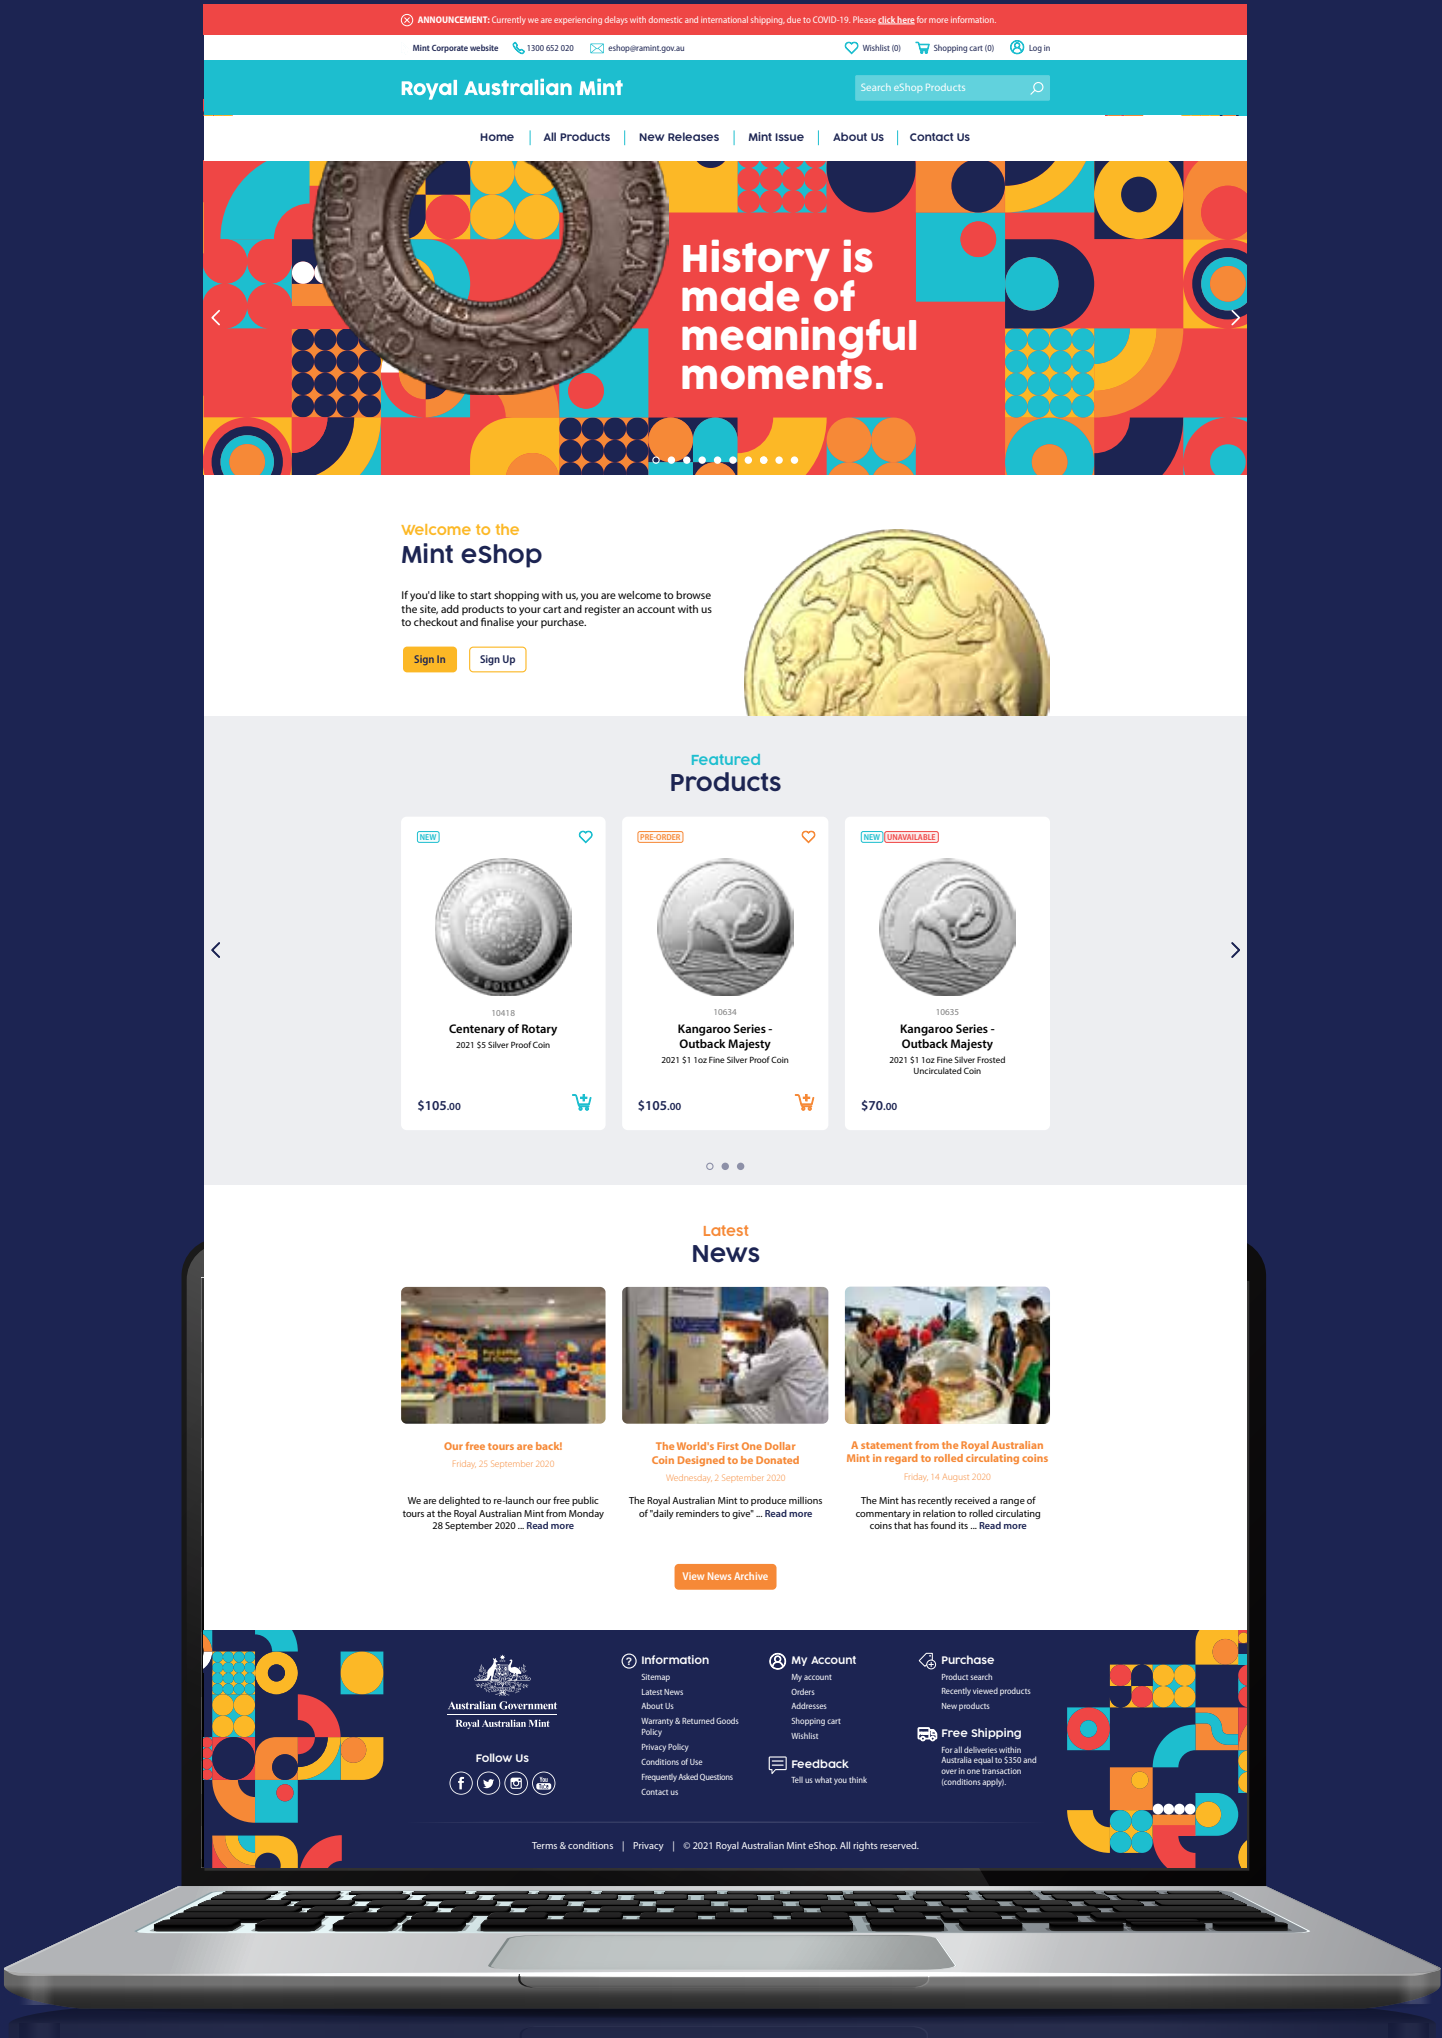 ANNOUNCEMENT: Currently we are experiencing delays with domestic and international shipping, due to COVID-19. Please click here for more information.
Mint Corporate website 1300 652 020 eshop@ramint.gov.au Wishlist (0) Shopping cart (0) Log in
Royal Australian Mint
Search eShop Products
Home | All Products | New Releases | Mint Issue | About Us | Contact Us
1791
History is
made of
meaningful
moments.
Welcome to the
Mint eShop
If you'd like to start shopping with us, you are welcome to browse
the site, add products to your cart and register an account with us
to checkout and finalise your purchase.
Sign In Sign Up
Featured
Products
NEW
5 DOLLARS
10418
Centenary of Rotary
2021 $5 Silver Proof Coin
$105.00
PRE-ORDER
10634
Kangaroo Series -
Outback Majesty
2021 $1 1oz Fine Silver Proof Coin
$105.00
NEW UNAVAILABLE
10635
Kangaroo Series -
Outback Majesty
2021 $1 1oz Fine Silver Frosted
Uncirculated Coin
$70.00
Latest
News
Our free tours are back!
Friday, 25 September 2020
We are delighted to re-launch our free public
tours at the Royal Australian Mint from Monday
28 September 2020 ... Read more
The World's First One Dollar
Coin Designed to be Donated
Wednesday, 2 September 2020
The Royal Australian Mint to produce millions
of "daily reminders to give" ... Read more
A statement from the Royal Australian
Mint in regard to rolled circulating coins
Friday, 14 August 2020
The Mint has recently received a range of
commentary in relation to rolled circulating
coins that has found its ... Read more
View News Archive
Australian Government
Royal Australian Mint
Follow Us
You
Tube
Information
Sitemap
Latest News
About Us
Warranty & Returned Goods
Policy
Privacy Policy
Conditions of Use
Frequently Asked Questions
Contact us
My Account
My account
Orders
Addresses
Shopping cart
Wishlist
Feedback
Tell us what you think
Purchase
Product search
Recently viewed products
New products
Free Shipping
For all deliveries within
Australia equal to $350 and
over in one transaction
(conditions apply).
Terms & conditions | Privacy | © 2021 Royal Australian Mint eShop. All rights reserved.